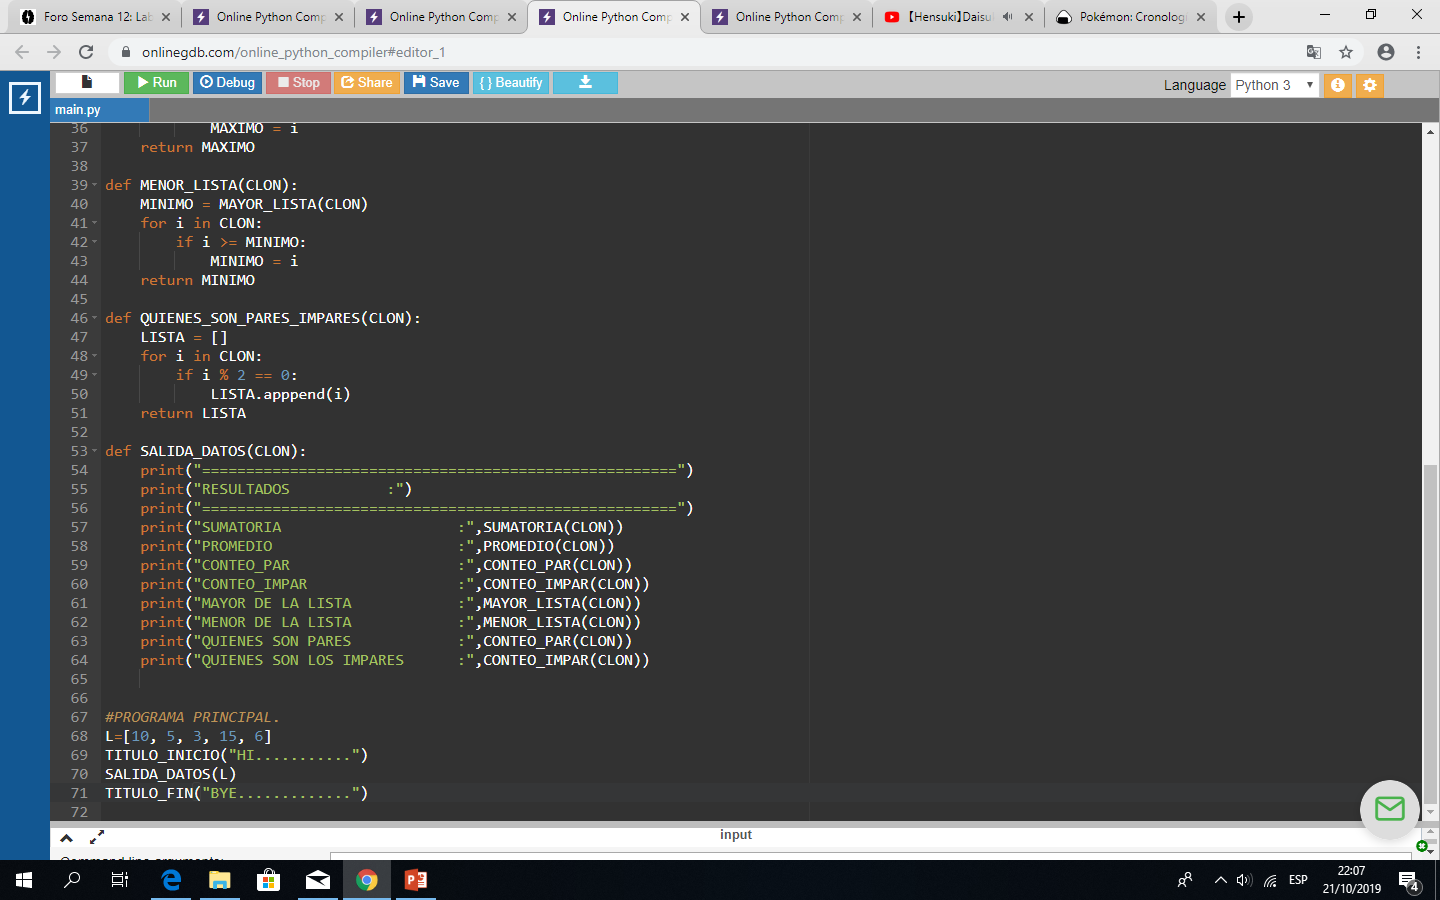 Foro Semana 12: Lab
Online Python Comp
Online Python Comp
Online Python Comp
Online Python Comp
【Hensuki】Daisu
Pokémon: Cronolog
onlinegdb.com/online_python_compiler#editor_1
Run
Debug
Stop
Share
Save
{ } Beautify
Language
Python 3
main.py
36 MAXIMO = i
37 return MAXIMO
38
39 def MENOR_LISTA(CLON):
40 MINIMO = MAYOR_LISTA(CLON)
41 for i in CLON:
42 if i >= MINIMO:
43 MINIMO = i
44 return MINIMO
45
46 def QUIENES_SON_PARES_IMPARES(CLON):
47 LISTA = []
48 for i in CLON:
49 if i % 2 == 0:
50 LISTA.apppend(i)
51 return LISTA
52
53 def SALIDA_DATOS(CLON):
54 print("======================================================")
55 print("RESULTADOS           :")
56 print("======================================================")
57 print("SUMATORIA                    :",SUMATORIA(CLON))
58 print("PROMEDIO                     :",PROMEDIO(CLON))
59 print("CONTEO_PAR                   :",CONTEO_PAR(CLON))
60 print("CONTEO_IMPAR                 :",CONTEO_IMPAR(CLON))
61 print("MAYOR DE LA LISTA            :",MAYOR_LISTA(CLON))
62 print("MENOR DE LA LISTA            :",MENOR_LISTA(CLON))
63 print("QUIENES SON PARES            :",CONTEO_PAR(CLON))
64 print("QUIENES SON LOS IMPARES      :",CONTEO_IMPAR(CLON))
65
66
67 #PROGRAMA PRINCIPAL.
68 L=[10, 5, 3, 15, 6]
69 TITULO_INICIO("HI...........")
70 SALIDA_DATOS(L)
71 TITULO_FIN("BYE.............")
72
input
Command line arguments:
ESP
22:07
21/10/2019
4